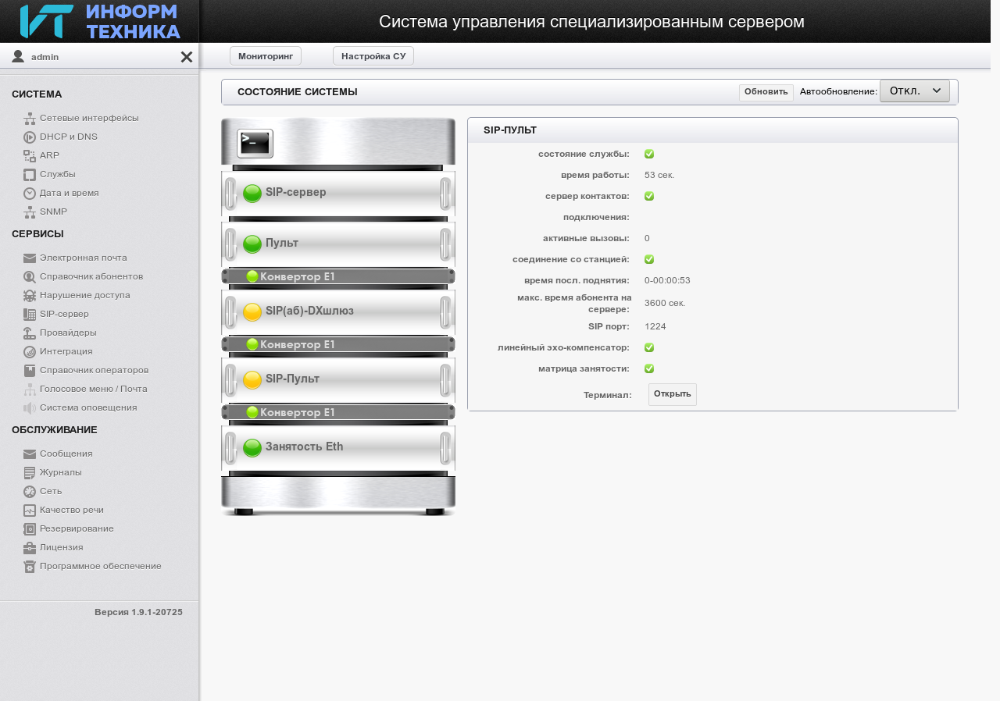 ИНФОРМ
ТЕХНИКА
Система управления специализированным сервером
admin
Мониторинг
Настройка СУ
СИСТЕМА
Сетевые интерфейсы
DHCP и DNS
ARP
Службы
Дата и время
SNMP
СЕРВИСЫ
Электронная почта
Справочник абонентов
Нарушение доступа
SIP-сервер
Провайдеры
Интеграция
Справочник операторов
Голосовое меню / Почта
Система оповещения
ОБСЛУЖИВАНИЕ
Сообщения
Журналы
Сеть
Качество речи
Резервирование
Лицензия
Программное обеспечение
Версия 1.9.1-20725
СОСТОЯНИЕ СИСТЕМЫ
Обновить Автообновление: Откл.
>_
SIP-сервер
Пульт
Конвертор E1
SIP(аб)-DXшлюз
Конвертор E1
SIP-Пульт
Конвертор E1
Занятость Eth
SIP-ПУЛЬТ
состояние службы:
время работы: 53 сек.
сервер контактов:
подключения:
активные вызовы: 0
соединение со станцией:
время посл. поднятия: 0-00:00:53
макс. время абонента на
сервере: 3600 сек.
SIP порт: 1224
линейный эхо-компенсатор:
матрица занятости:
Терминал: Открыть